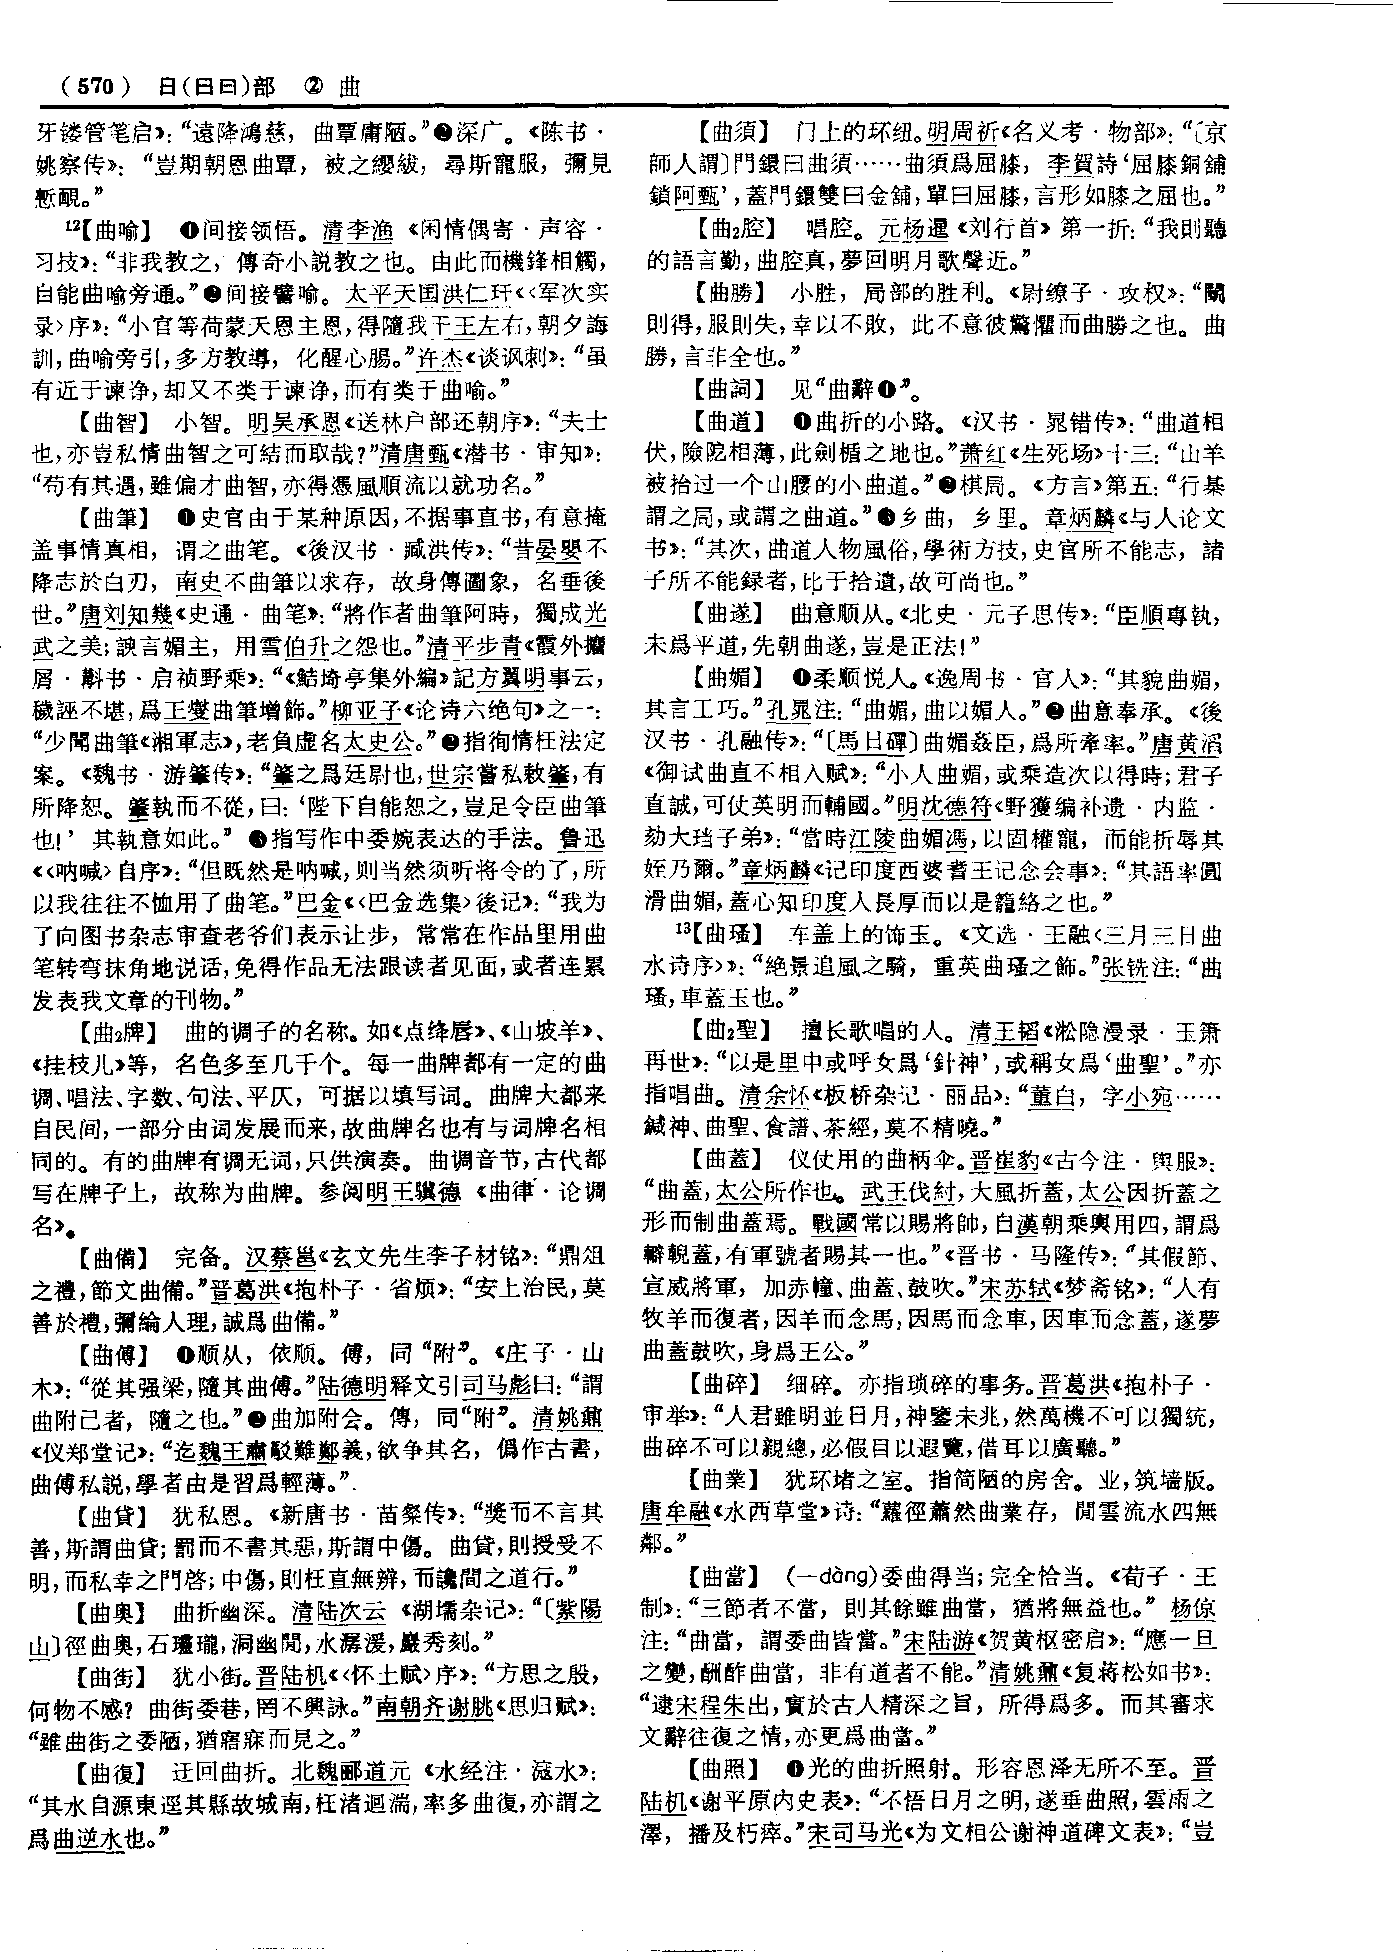 （570） 日（日曰）部 ② 曲
牙镂管笔启》：“遠降鴻慈，曲覃庸陋。”❷深广。《陈书·
姚察传》：“豈期朝恩曲覃，被之纓紱，尋斯寵服，彌見
慙靦。”
¹²【曲喻】 ❶间接领悟。清李渔《闲情偶寄·声容·
习技》：“非我教之，傳奇小説教之也。由此而機鋒相觸，
自能曲喻旁通。”❷间接譬喻。太平天国洪仁玕《〈军次实
录〉序》：“小官等荷蒙天恩主恩，得隨我干王左右，朝夕誨
訓，曲喻旁引，多方教導，化醒心腸。”许杰《谈讽刺》：“虽
有近于谏诤，却又不类于谏诤，而有类于曲喻。”
【曲智】 小智。明吴承恩《送林户部还朝序》：“夫士
也，亦豈私情曲智之可结而取哉？”清唐甄《潜书·审知》：
“苟有其遇，雖偏才曲智，亦得憑風順流以就功名。”
【曲筆】 ❶史官由于某种原因，不据事直书，有意掩
盖事情真相，谓之曲笔。《後汉书·臧洪传》：“昔晏嬰不
降志於白刃，南史不曲筆以求存，故身傳圖象，名垂後
世。”唐刘知幾《史通·曲笔》：“將作者曲筆阿時，獨成光
武之美；諛言媚主，用雪伯升之怨也。”清平步青《霞外攟
屑·斠书·启祯野乘》：“《鮚埼亭集外編》記方翼明事云，
穢誣不堪，爲王燮曲筆增飾。”柳亚子《论诗六绝句》之一：
“少聞曲筆《湘軍志》，老負虚名太史公。”❷指徇情枉法定
案。《魏书·游肇传》：“肇之爲廷尉也，世宗嘗私敕肇，有
所降恕。肇執而不從，曰：‘陛下自能恕之，豈足令臣曲筆
也！’其執意如此。”❸指写作中委婉表达的手法。鲁迅
《〈呐喊〉自序》：“但既然是呐喊，则当然须听将令的了，所
以我往往不恤用了曲笔。”巴金《〈巴金选集〉後记》：“我为
了向图书杂志审查老爷们表示让步，常常在作品里用曲
笔转弯抹角地说话，免得作品无法跟读者见面，或者连累
发表我文章的刊物。”
【曲₂牌】 曲的调子的名称。如《点绛唇》、《山坡羊》、
《挂枝儿》等，名色多至几千个。每一曲牌都有一定的曲
调、唱法、字数、句法、平仄，可据以填写词。曲牌大都来
自民间，一部分由词发展而来，故曲牌名也有与词牌名相
同的。有的曲牌有调无词，只供演奏。曲调音节，古代都
写在牌子上，故称为曲牌。参阅明王骥德《曲律·论调
名》。
【曲備】 完备。汉蔡邕《玄文先生李子材铭》：“鼎俎
之禮，節文曲備。”晋葛洪《抱朴子·省烦》：“安上治民，莫
善於禮，彌綸人理，誠爲曲備。”
【曲傅】 ❶顺从，依顺。傅，同“附”。《庄子·山
木》：“從其强梁，隨其曲傅。”陆德明释文引司马彪曰：“謂
曲附己者，隨之也。”❷曲加附会。傅，同“附”。清姚鼐
《仪郑堂记》：“迄魏王肅駁難鄭義，欲争其名，僞作古書，
曲傅私説，學者由是習爲輕薄。”
【曲貸】 犹私恩。《新唐书·苗粲传》：“獎而不言其
善，斯謂曲貸；罰而不書其惡，斯謂中傷。曲貸，則授受不
明，而私幸之門啓；中傷，則枉直無辨，而讒間之道行。”
【曲奥】 曲折幽深。清陆次云《湖壖杂记》：“〔紫陽
山〕徑曲奥，石瓏瓏，洞幽閒，水潺湲，巖秀刻。”
【曲街】 犹小街。晋陆机《〈怀土赋〉序》：“方思之殷，
何物不感？曲街委巷，罔不興詠。”南朝齐谢朓《思归赋》：
“雖曲街之委陋，猶寤寐而見之。”
【曲復】 迂回曲折。北魏郦道元《水经注·滱水》：
“其水自源東逕其縣故城南，枉渚迴湍，率多曲復，亦謂之
爲曲逆水也。”
【曲須】 门上的环纽。明周祈《名义考·物部》：“〔京
師人謂〕門鐶曰曲須……曲須爲屈膝，李賀詩‘屈膝銅鋪
鎖阿甄’，蓋門鐶雙曰金鋪，單曰屈膝，言形如膝之屈也。”
【曲₂腔】 唱腔。元杨暹《刘行首》第一折：“我則聽
的語言勤，曲腔真，夢回明月歌聲近。”
【曲勝】 小胜，局部的胜利。《尉缭子·攻权》：“鬭
則得，服則失，幸以不敗，此不意彼驚懼而曲勝之也。曲
勝，言非全也。”
【曲詞】 见“曲辭❶”。
【曲道】 ❶曲折的小路。《汉书·晁错传》：“曲道相
伏，險阸相薄，此劍楯之地也。”萧红《生死场》十三：“山羊
被抬过一个山腰的小曲道。”❷棋局。《方言》第五：“行棊
謂之局，或謂之曲道。”❸乡曲，乡里。章炳麟《与人论文
书》：“其次，曲道人物風俗，學術方技，史官所不能志，諸
子所不能録者，比于拾遺，故可尚也。”
【曲遂】 曲意顺从。《北史·元子思传》：“臣順專執，
未爲平道，先朝曲遂，豈是正法！”
【曲媚】 ❶柔顺悦人。《逸周书·官人》：“其貌曲媚，
其言工巧。”孔晁注：“曲媚，曲以媚人。”❷曲意奉承。《後
汉书·孔融传》：“〔馬日磾〕曲媚姦臣，爲所牽率。”唐黄滔
《御试曲直不相入赋》：“小人曲媚，或乘造次以得時；君子
直誠，可仗英明而輔國。”明沈德符《野獲编补遗·内监·
劾大珰子弟》：“當時江陵曲媚馮，以固權寵，而能折辱其
姪乃爾。”章炳麟《记印度西婆耆王记念会事》：“其語率圓
滑曲媚，蓋心知印度人長厚而以是籠絡之也。”
¹³【曲瑵】 车盖上的饰玉。《文选·王融〈三月三日曲
水诗序〉》：“絶景追風之騎，重英曲瑵之飾。”张铣注：“曲
瑵，車蓋玉也。”
【曲₂聖】 擅长歌唱的人。清王韬《淞隐漫录·玉箫
再世》：“以是里中或呼女爲‘針神’，或稱女爲‘曲聖’。”亦
指唱曲。清余怀《板桥杂记·丽品》：“董白，字小宛……
鍼神、曲聖、食譜、茶經，莫不精曉。”
【曲蓋】 仪仗用的曲柄伞。晋崔豹《古今注·舆服》：
“曲蓋，太公所作也。武王伐紂，大風折蓋，太公因折蓋之
形而制曲蓋焉。戰國常以賜將帥，自漢朝乘輿用四，謂爲
轓輗蓋，有軍號者賜其一也。”《晋书·马隆传》：“其假節、
宣威將軍，加赤幢、曲蓋、鼓吹。”宋苏轼《梦斋铭》：“人有
牧羊而復者，因羊而念馬，因馬而念車，因車而念蓋，遂夢
曲蓋鼓吹，身爲王公。”
【曲碎】 细碎。亦指琐碎的事务。晋葛洪《抱朴子·
审举》：“人君雖明並日月，神鑒未兆，然萬機不可以獨統，
曲碎不可以親總，必假目以遐覽，借耳以廣聽。”
【曲業】 犹环堵之室。指简陋的房舍。业，筑墙版。
唐牟融《水西草堂》诗：“蘿徑蕭然曲業存，閒雲流水四無
鄰。”
【曲當】 （—dàng）委曲得当；完全恰当。《荀子·王
制》：“三節者不當，則其餘雖曲當，猶將無益也。”杨倞
注：“曲當，謂委曲皆當。”宋陆游《贺黄枢密启》：“應一旦
之變，酬酢曲當，非有道者不能。”清姚鼐《复蒋松如书》：
“逮宋程朱出，實於古人精深之旨，所得爲多。而其審求
文辭往復之情，亦更爲曲當。”
【曲照】 ❶光的曲折照射。形容恩泽无所不至。晋
陆机《谢平原内史表》：“不悟日月之明，遂垂曲照，雲雨之
澤，播及朽瘁。”宋司马光《为文相公谢神道碑文表》：“豈